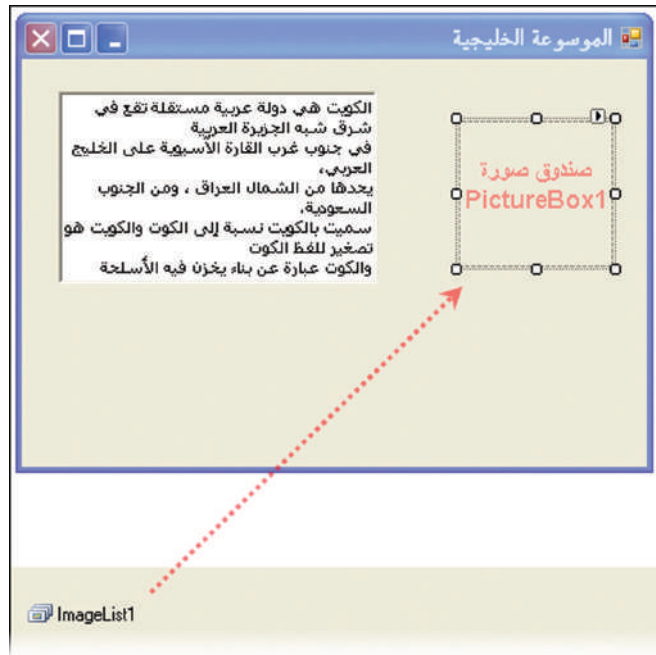 الموسوعة الخليجية
صندوق صورة
PictureBox1
الكويت هي دولة عربية مستقلة تقع في
شرق شبه الجزيرة العربية
في جنوب غرب القارة الآسيوية على الخليج
العربي،
يحدها من الشمال العراق ، ومن الجنوب
السعودية.
سميت بالكويت نسبة إلى الكوت والكويت هو
تصغير للفظ الكوت
والكوت عبارة عن بناء يخزن فيه الأسلحة
ImageList1